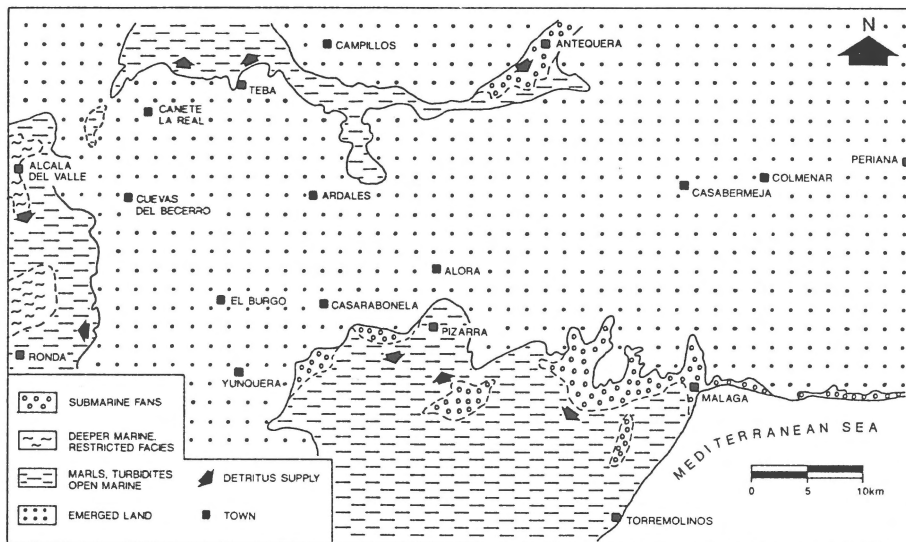 N
CAMPILLOS
ANTEQUERA
TEBA
CAÑETE
LA REAL
PERIANA
ALCALA
DEL VALLE
COLMENAR
CASABERMEJA
CUEVAS
DEL BECERRO
ARDALES
ALORA
EL BURGO
CASARABONELA
PIZARRA
RONDA
YUNQUERA
MALAGA
MEDITERRANEAN SEA
TORREMOLINOS
SUBMARINE FANS
DEEPER MARINE,
RESTRICTED FACIES
MARLS, TURBIDITES
OPEN MARINE
DETRITUS SUPPLY
EMERGED LAND
TOWN
0 5 10km